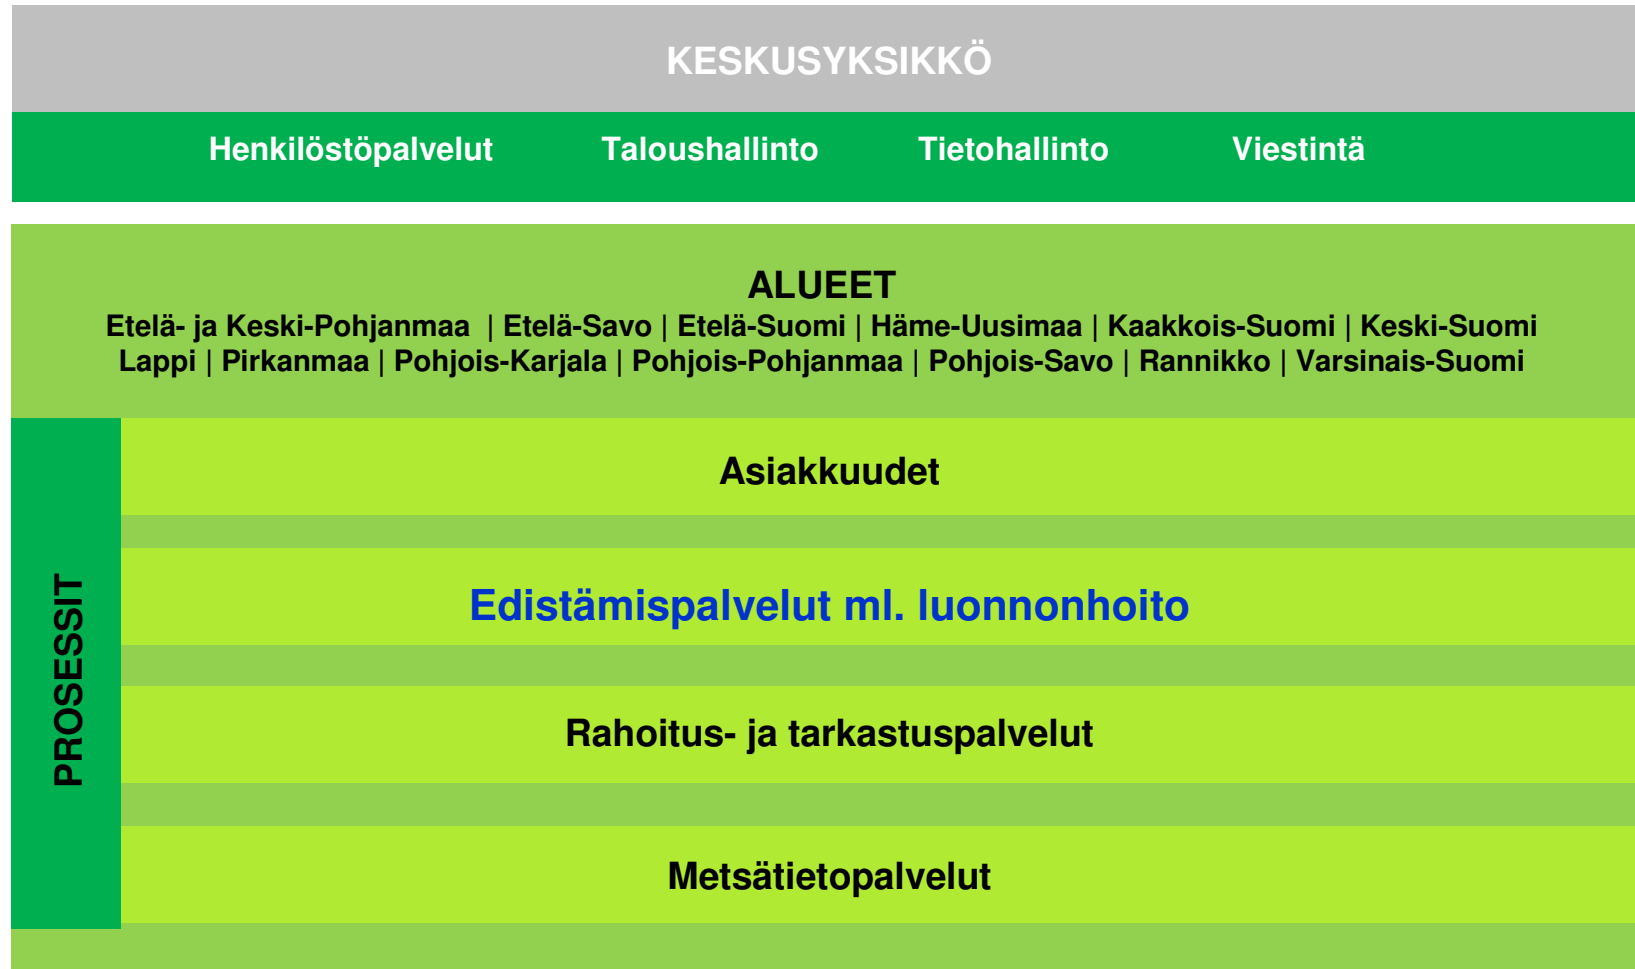 KESKUSYKSIKKÖ
Henkilöstöpalvelut Taloushallinto Tietohallinto Viestintä
ALUEET
Etelä- ja Keski-Pohjanmaa | Etelä-Savo | Etelä-Suomi | Häme-Uusimaa | Kaakkois-Suomi | Keski-Suomi
Lappi | Pirkanmaa | Pohjois-Karjala | Pohjois-Pohjanmaa | Pohjois-Savo | Rannikko | Varsinais-Suomi
PROSESSIT
Asiakkuudet
Edistämispalvelut ml. luonnonhoito
Rahoitus- ja tarkastuspalvelut
Metsätietopalvelut